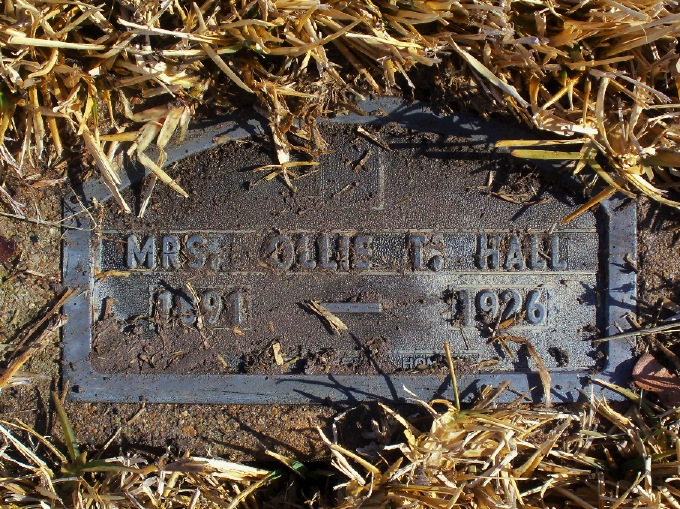 MRS. OLLIE T. HALL
1891 — 1926